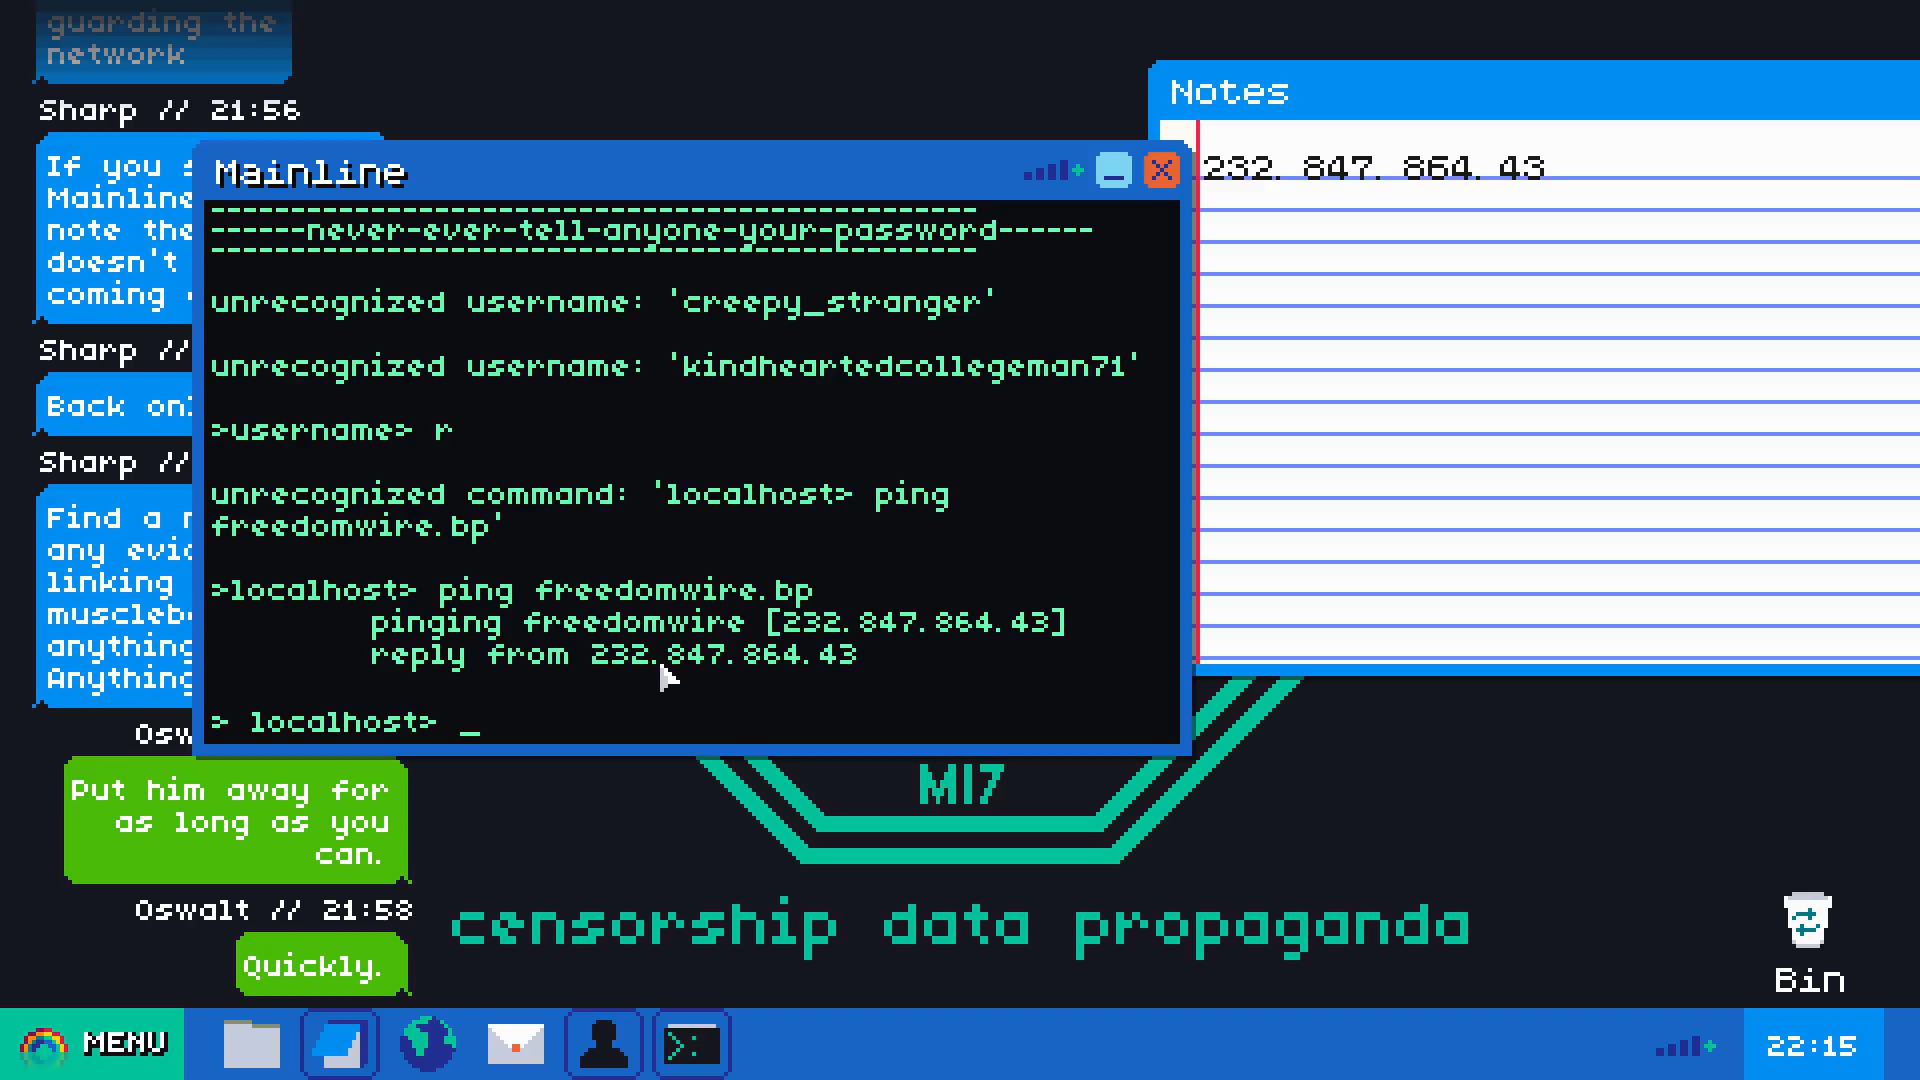 guarding the
network
Sharp // 21:56
If you
Mainline
note the
doesn't
coming
Sharp //
Back on
Sharp //
Find a
any
linking
anything
Anything
Put him away for
as long as you
can.
Oswalt // 21:58
Quickly.
Mainline
------never-ever-tell-anyone-your-password------
unrecognized username: 'creepy_stranger'
unrecognized username: 'kindheartedcollegeman71'
>username> r
unrecognized command: 'localhost> ping
freedomwire.bp'
>localhost> ping freedomwire.bp
pinging freedomwire [232.847.864.43]
reply from 232.847.864.43
> localhost> _
Notes
232. 847. 864. 43
MI7
censorship data propaganda
Bin
MENU
22:15